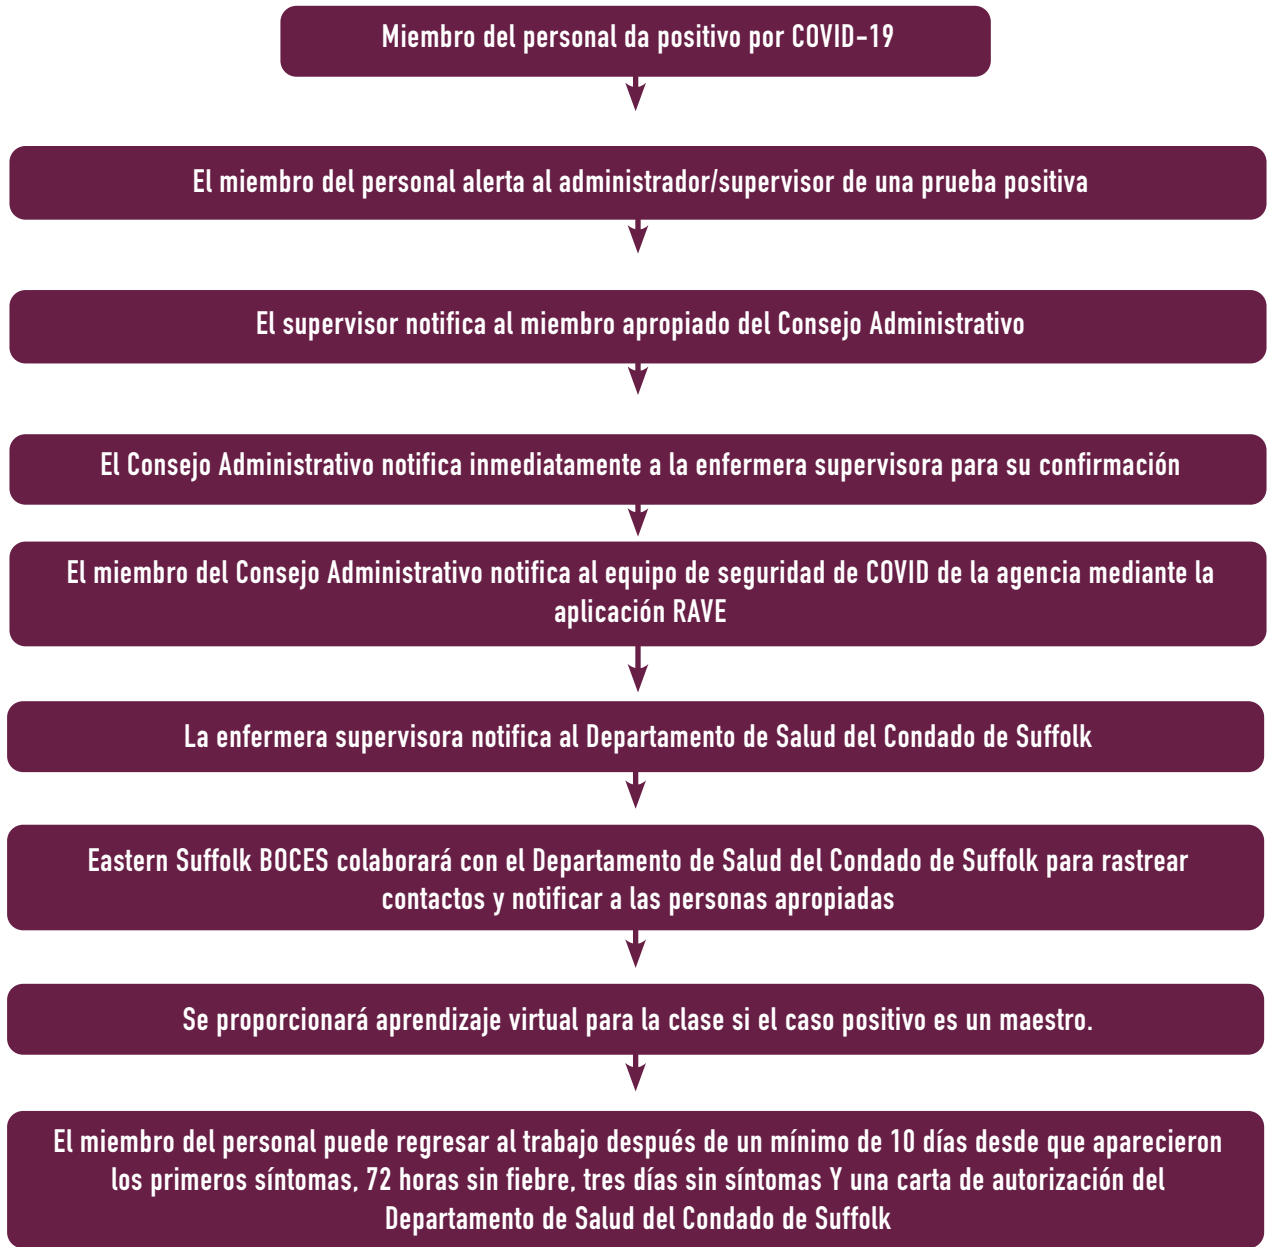 Miembro del personal da positivo por COVID-19
El miembro del personal alerta al administrador/supervisor de una prueba positiva
El supervisor notifica al miembro apropiado del Consejo Administrativo
El Consejo Administrativo notifica inmediatamente a la enfermera supervisora para su confirmación
El miembro del Consejo Administrativo notifica al equipo de seguridad de COVID de la agencia mediante la
aplicación RAVE
La enfermera supervisora notifica al Departamento de Salud del Condado de Suffolk
Eastern Suffolk BOCES colaborará con el Departamento de Salud del Condado de Suffolk para rastrear
contactos y notificar a las personas apropiadas
Se proporcionará aprendizaje virtual para la clase si el caso positivo es un maestro.
El miembro del personal puede regresar al trabajo después de un mínimo de 10 días desde que aparecieron
los primeros síntomas, 72 horas sin fiebre, tres días sin síntomas Y una carta de autorización del
Departamento de Salud del Condado de Suffolk